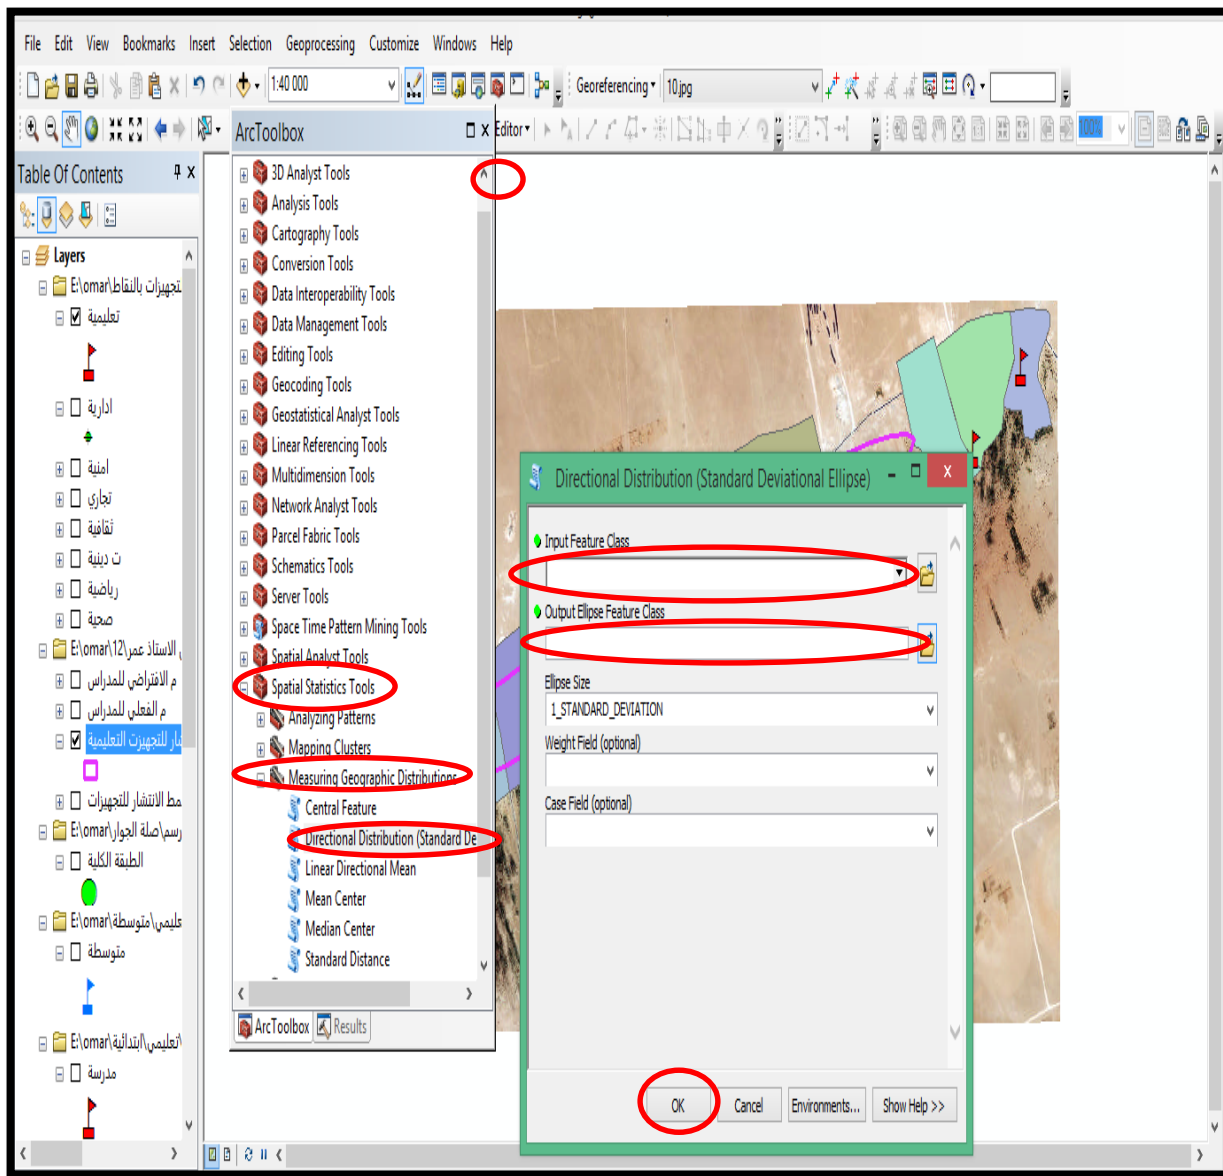 File Edit View Bookmarks Insert Selection Geoprocessing Customize Windows Help
1:40 000
Georeferencing
10.jpg
Editor
100%
Table Of Contents
Layers
E:\omar\تجهيزات بالنقاط
تعليمية
ادارية
امنية
تجاري
ثقافية
ت دينية
رياضية
صحية
E:\omar\12\الاستاذ عمر
م الافتراضي للمدراس
م الفعلي للمدراس
شار للتجهيزت التعليمية
مط الانتشار للتجهيزات
E:\omar\رسم\صلة الجوار
الطبقة الكلية
E:\omar\عليمي\متوسطة
متوسطة
E:\omar\تعليمي\ابتدائية
مدرسة
ArcToolbox
3D Analyst Tools
Analysis Tools
Cartography Tools
Conversion Tools
Data Interoperability Tools
Data Management Tools
Editing Tools
Geocoding Tools
Geostatistical Analyst Tools
Linear Referencing Tools
Multidimension Tools
Network Analyst Tools
Parcel Fabric Tools
Schematics Tools
Server Tools
Space Time Pattern Mining Tools
Spatial Analyst Tools
Spatial Statistics Tools
Analyzing Patterns
Mapping Clusters
Measuring Geographic Distributions
Central Feature
Directional Distribution (Standard De
Linear Directional Mean
Mean Center
Median Center
Standard Distance
ArcToolbox Results
Directional Distribution (Standard Deviational Ellipse)
Input Feature Class
Output Ellipse Feature Class
Ellipse Size
1_STANDARD_DEVIATION
Weight Field (optional)
Case Field (optional)
OK Cancel Environments... Show Help >>